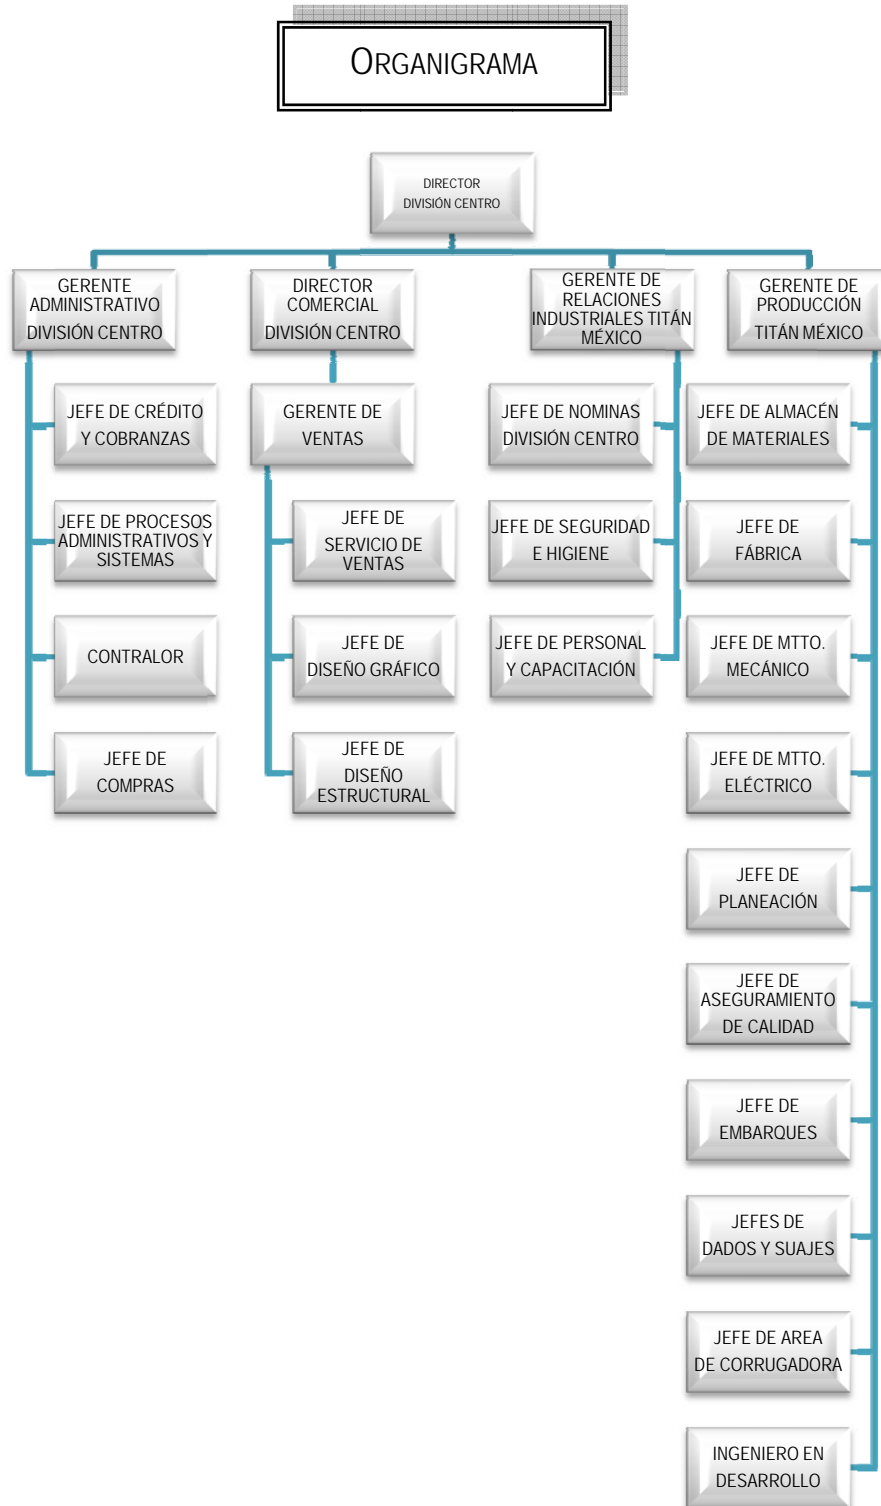 ORGANIGRAMA
DIRECTOR
DIVISIÓN CENTRO
GERENTE
ADMINISTRATIVO
DIVISIÓN CENTRO
DIRECTOR
COMERCIAL
DIVISIÓN CENTRO
GERENTE DE
RELACIONES
INDUSTRIALES TITÁN
MÉXICO
GERENTE DE
PRODUCCIÓN
TITÁN MÉXICO
JEFE DE CRÉDITO
Y COBRANZAS
JEFE DE PROCESOS
ADMINISTRATIVOS Y
SISTEMAS
CONTRALOR
JEFE DE
COMPRAS
GERENTE DE
VENTAS
JEFE DE
SERVICIO DE
VENTAS
JEFE DE
DISEÑO GRÁFICO
JEFE DE
DISEÑO
ESTRUCTURAL
JEFE DE NOMINAS
DIVISIÓN CENTRO
JEFE DE SEGURIDAD
E HIGIENE
JEFE DE PERSONAL
Y CAPACITACIÓN
JEFE DE ALMACÉN
DE MATERIALES
JEFE DE
FÁBRICA
JEFE DE MTTO.
MECÁNICO
JEFE DE MTTO.
ELÉCTRICO
JEFE DE
PLANEACIÓN
JEFE DE
ASEGURAMIENTO
DE CALIDAD
JEFE DE
EMBARQUES
JEFES DE
DADOS Y SUAJES
JEFE DE AREA
DE CORRUGADORA
INGENIERO EN
DESARROLLO